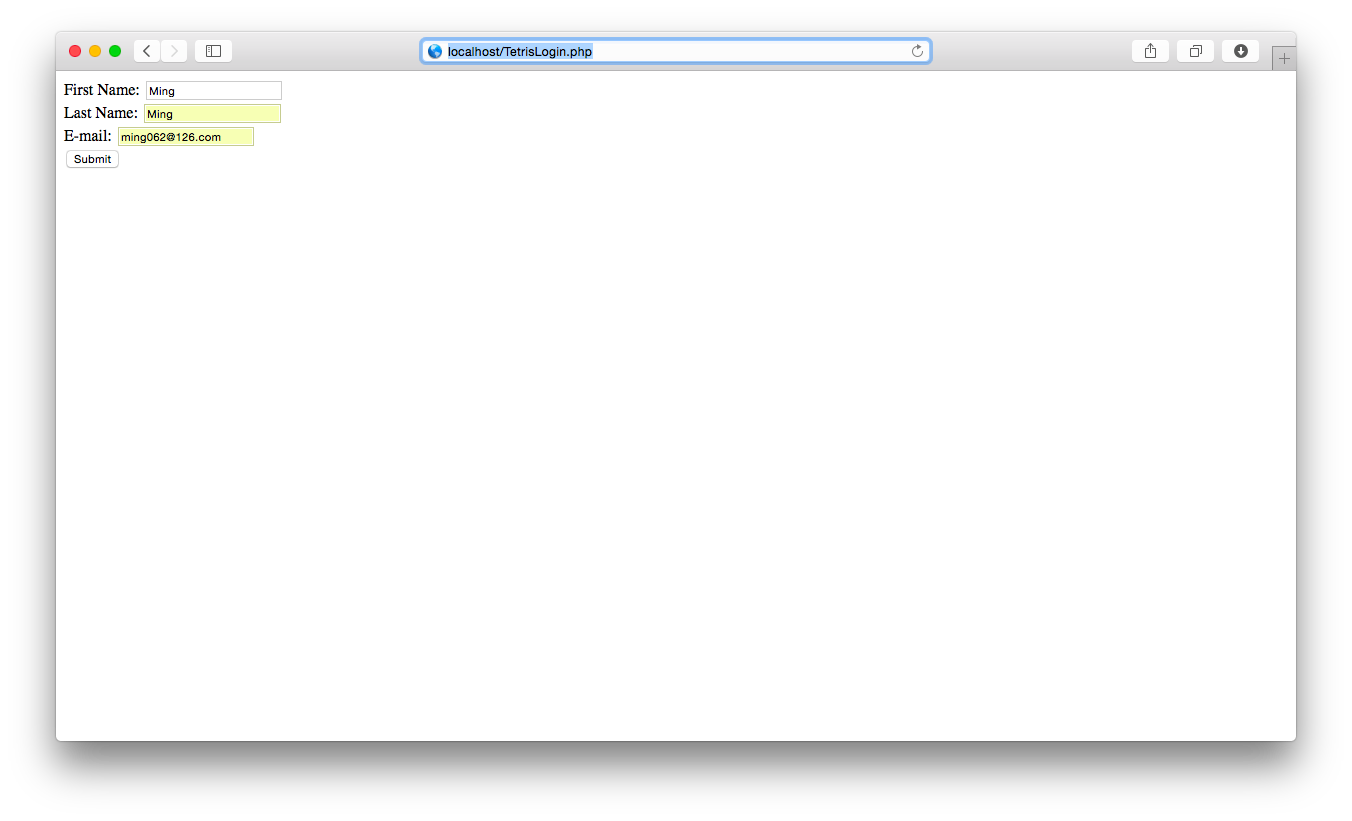 localhost/TetrisLogin.php
First Name: Ming
Last Name: Ming
E-mail: ming062@126.com
Submit